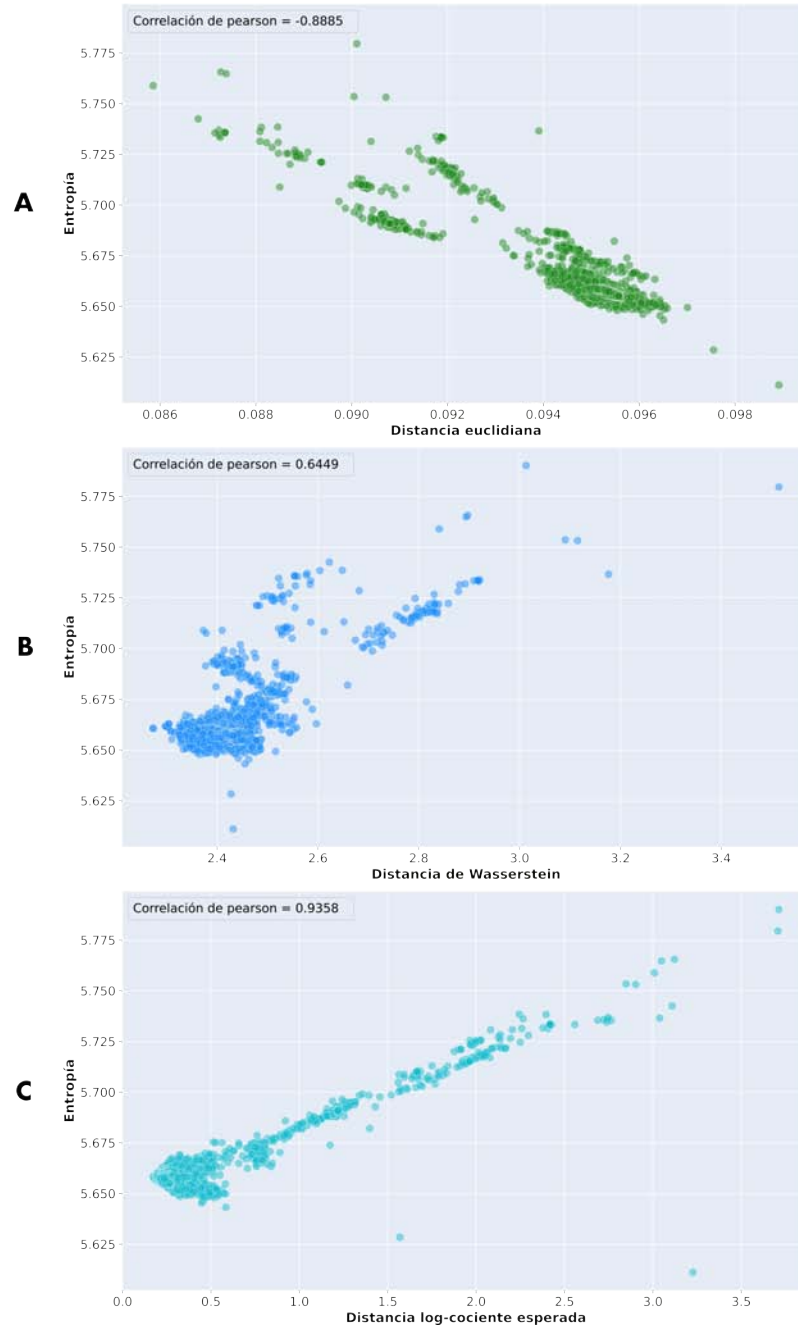 Correlación de pearson = -0.8885
5.775
5.750
5.725
5.700
5.675
5.650
5.625
A
Entropía
0.086 0.088 0.090 0.092 0.094 0.096 0.098
Distancia euclidiana
Correlación de pearson = 0.6449
5.775
5.750
5.725
5.700
5.675
5.650
5.625
B
Entropía
2.4 2.6 2.8 3.0 3.2 3.4
Distancia de Wasserstein
Correlación de pearson = 0.9358
5.775
5.750
5.725
5.700
5.675
5.650
5.625
C
Entropía
0.0 0.5 1.0 1.5 2.0 2.5 3.0 3.5
Distancia log-cociente esperada